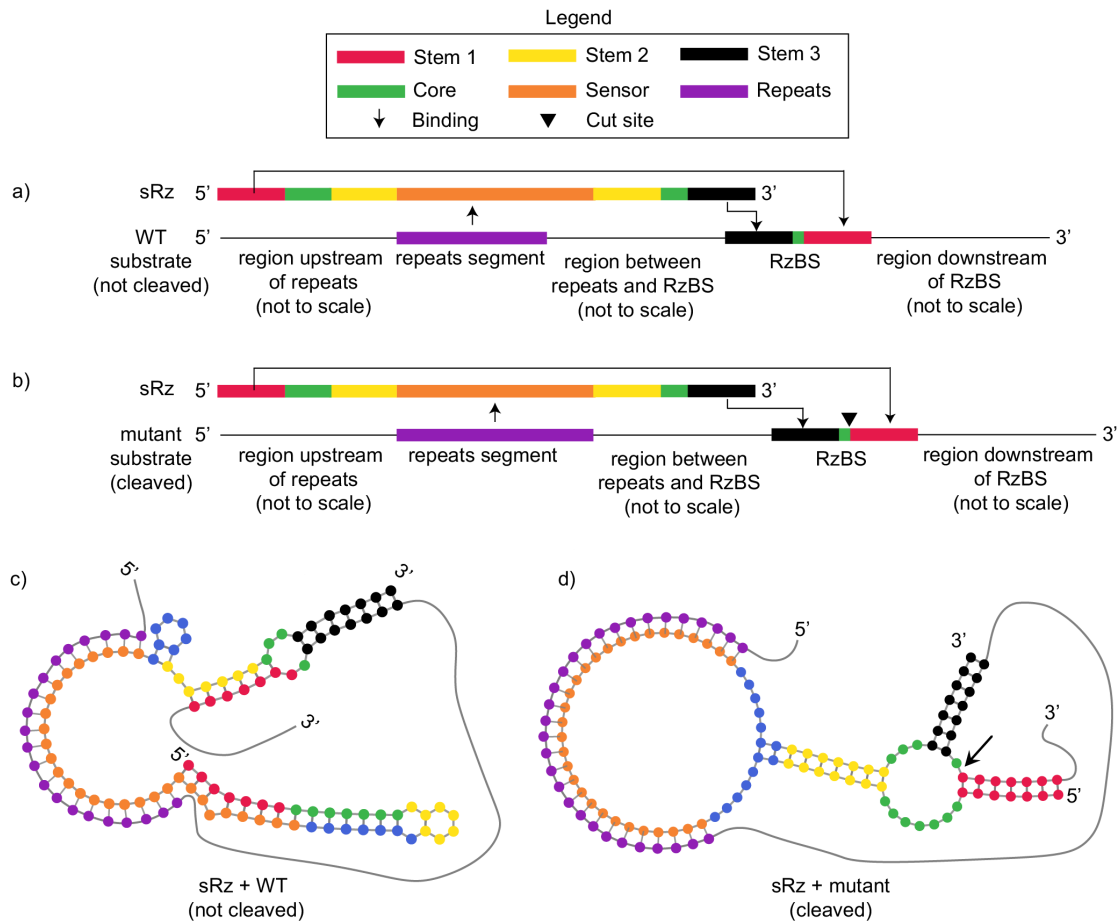 Legend
Stem 1
Stem 2
Stem 3
Core
Sensor
Repeats
Binding
Cut site
a)
sRz 5’ 3’
WT 5’ 3’
substrate
(not cleaved)
region upstream
of repeats
(not to scale)
repeats segment
region between
repeats and RzBS
(not to scale)
RzBS
region downstream
of RzBS
(not to scale)
b)
sRz 5’ 3’
mutant 5’ 3’
substrate
(cleaved)
region upstream
of repeats
(not to scale)
repeats segment
region between
repeats and RzBS
(not to scale)
RzBS
region downstream
of RzBS
(not to scale)
c)
5’
3’
3’
5’
sRz + WT
(not cleaved)
d)
5’
3’
3’
5’
sRz + mutant
(cleaved)